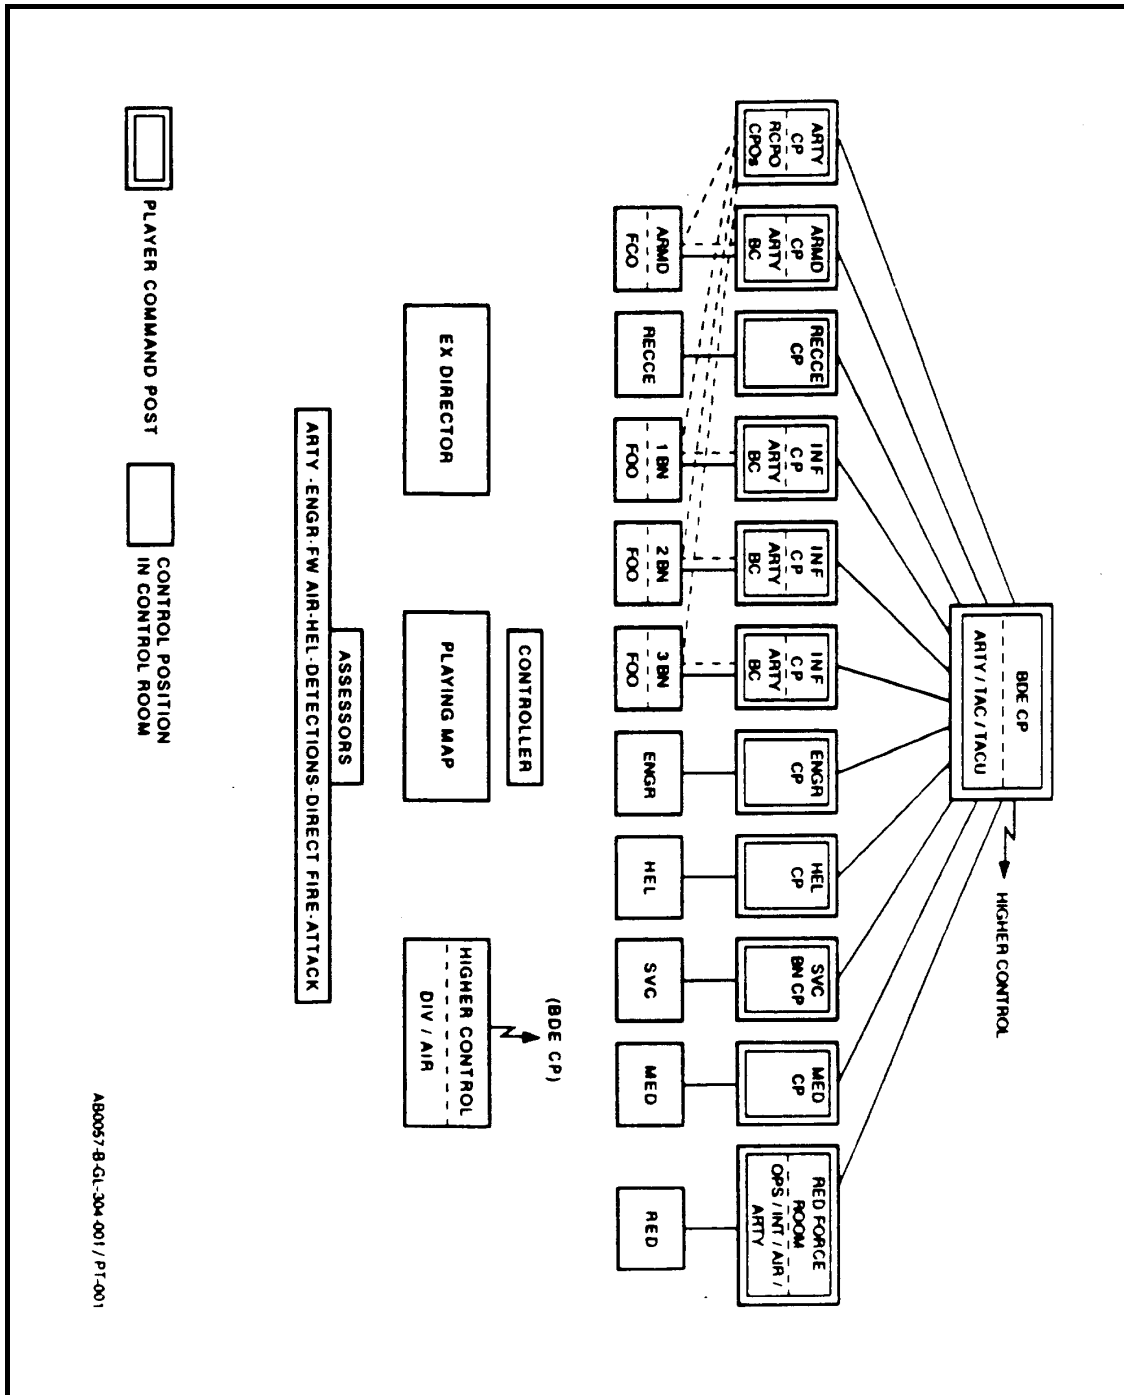 BDE CP
ARTY / TAC / TACU
HIGHER CONTROL
ARTY
CP
RCPO
CPOs
ARMD
CP
ARTY
BC
RECCE
CP
INF
CP
ARTY
BC
INF
CP
ARTY
BC
INF
CP
ARTY
BC
ENGR
CP
HEL
CP
SVC
BN CP
MED
CP
RED FORCE
ROOM
OPS / INT / AIR /
ARTY
ARMD
FCO
RECCE
1 BN
FOO
2 BN
FOO
3 BN
FOO
ENGR
HEL
SVC
MED
RED
(BDE CP)
CONTROLLER
EX DIRECTOR
PLAYING MAP
HIGHER CONTROL
DIV / AIR
ASSESSORS
ARTY - ENGR - FW AIR - HEL - DETECTIONS - DIRECT FIRE - ATTACK
PLAYER COMMAND POST
CONTROL POSITION
IN CONTROL ROOM
AB0057-B-GL-304-001 / PT-001